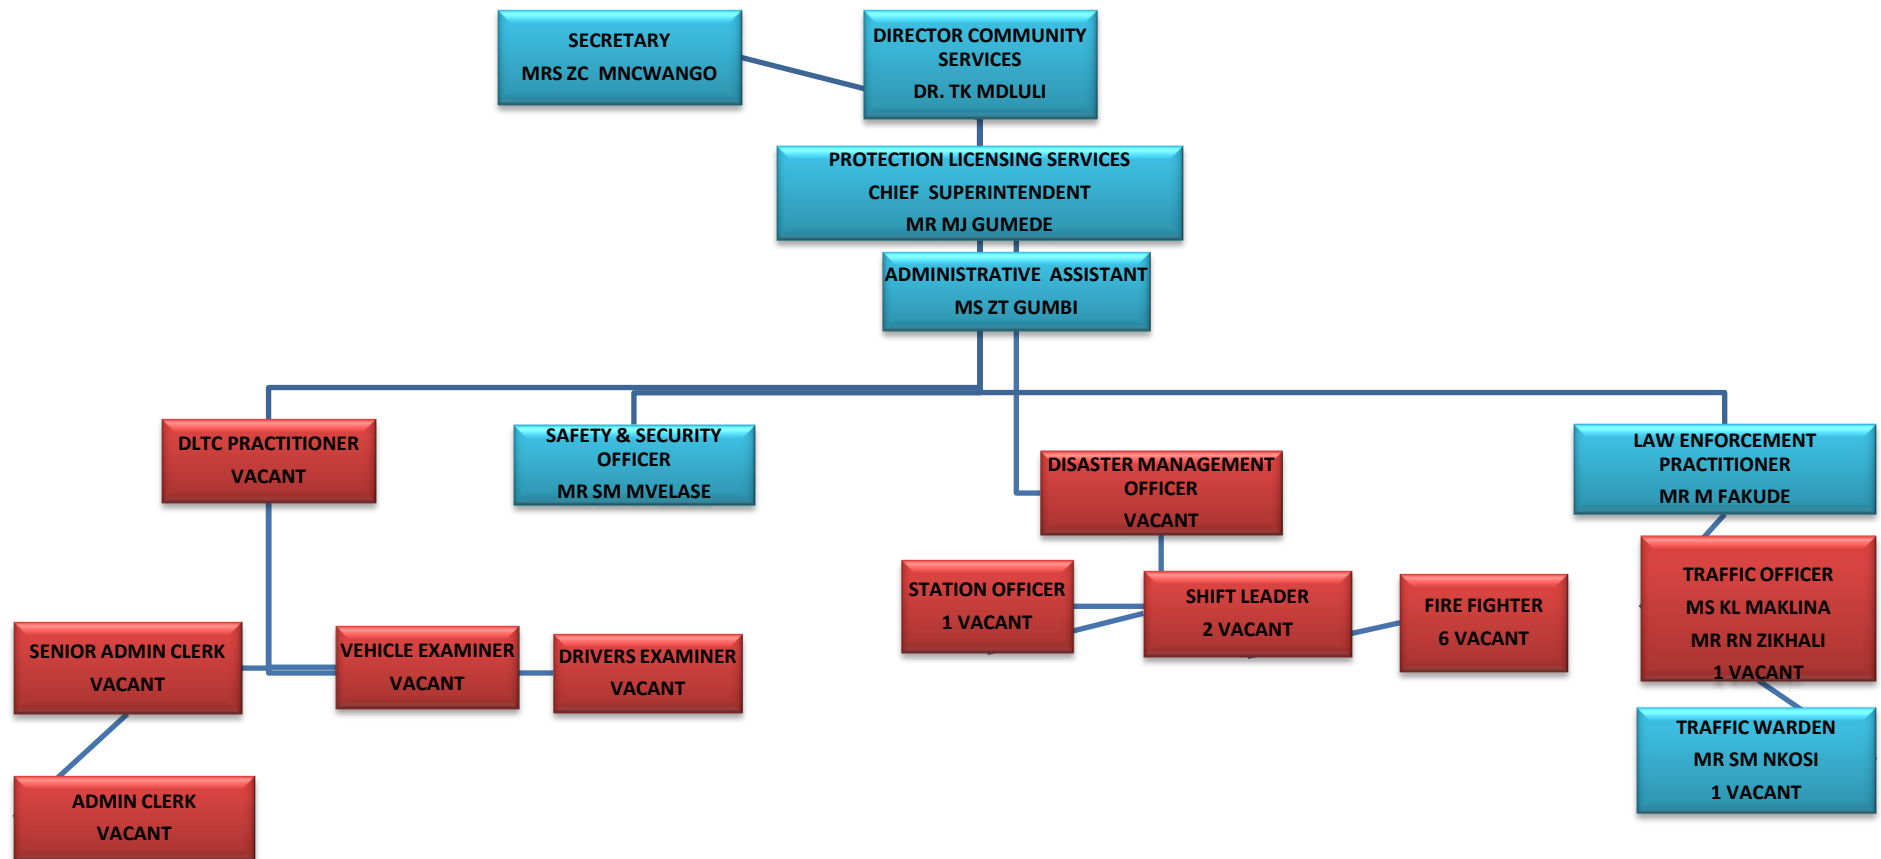 SECRETARY
MRS ZC MNCWANGO
DIRECTOR COMMUNITY
SERVICES
DR. TK MDLULI
PROTECTION LICENSING SERVICES
CHIEF SUPERINTENDENT
MR MJ GUMEDE
ADMINISTRATIVE ASSISTANT
MS ZT GUMBI
DLTC PRACTITIONER
VACANT
SAFETY & SECURITY
OFFICER
MR SM MVELASE
DISASTER MANAGEMENT
OFFICER
VACANT
LAW ENFORCEMENT
PRACTITIONER
MR M FAKUDE
STATION OFFICER
1 VACANT
SHIFT LEADER
2 VACANT
FIRE FIGHTER
6 VACANT
TRAFFIC OFFICER
MS KL MAKLINA
MR RN ZIKHALI
1 VACANT
SENIOR ADMIN CLERK
VACANT
VEHICLE EXAMINER
VACANT
DRIVERS EXAMINER
VACANT
TRAFFIC WARDEN
MR SM NKOSI
1 VACANT
ADMIN CLERK
VACANT